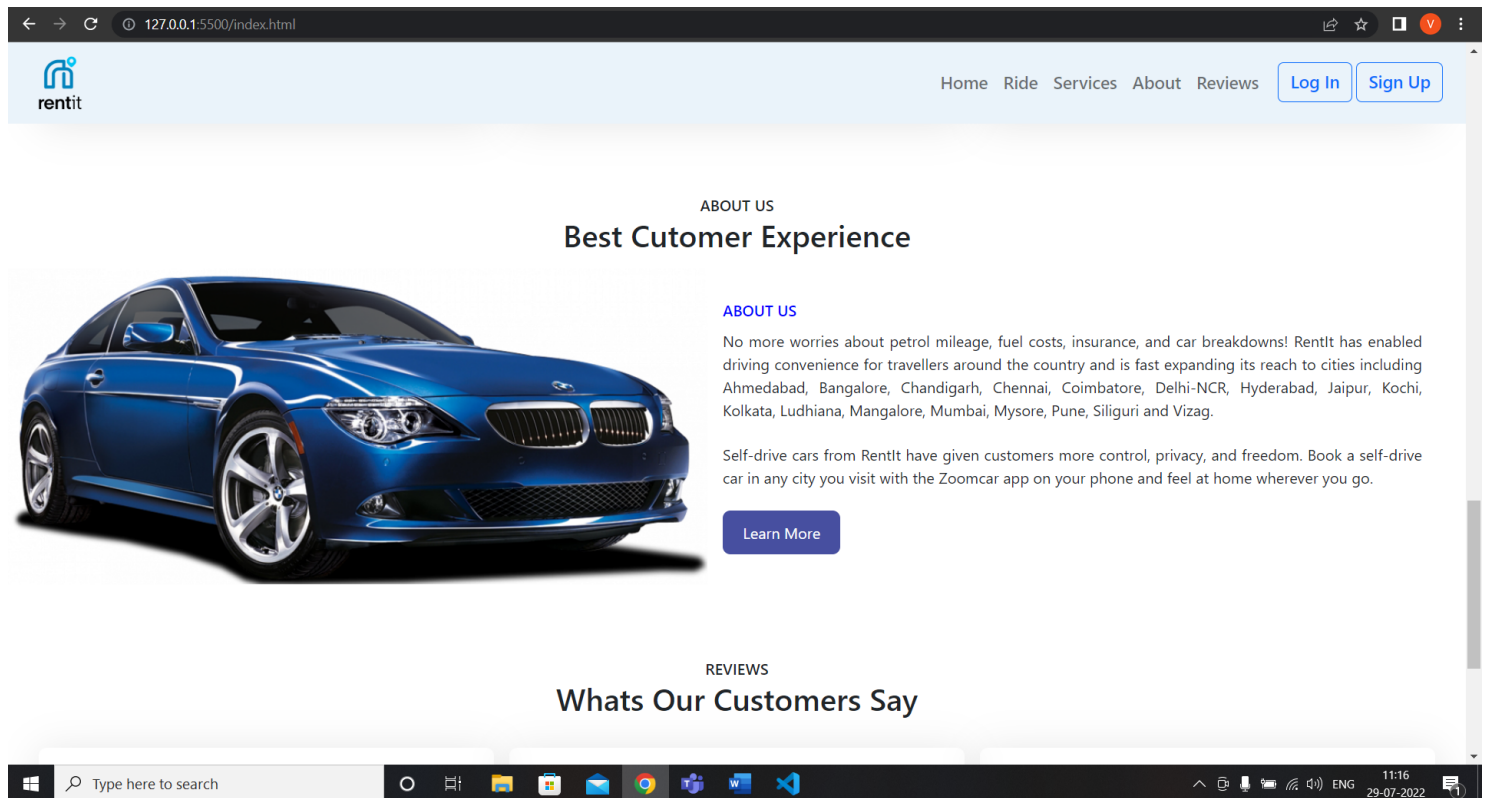 127.0.0.1:5500/index.html
V
rentit
Home Ride Services About Reviews Log In Sign Up
ABOUT US
Best Cutomer Experience
ABOUT US
No more worries about petrol mileage, fuel costs, insurance, and car breakdowns! RentIt has enabled
driving convenience for travellers around the country and is fast expanding its reach to cities including
Ahmedabad, Bangalore, Chandigarh, Chennai, Coimbatore, Delhi-NCR, Hyderabad, Jaipur, Kochi,
Kolkata, Ludhiana, Mangalore, Mumbai, Mysore, Pune, Siliguri and Vizag.
Self-drive cars from RentIt have given customers more control, privacy, and freedom. Book a self-drive
car in any city you visit with the Zoomcar app on your phone and feel at home wherever you go.
Learn More
REVIEWS
Whats Our Customers Say
Type here to search
ENG
11:16
29-07-2022
1